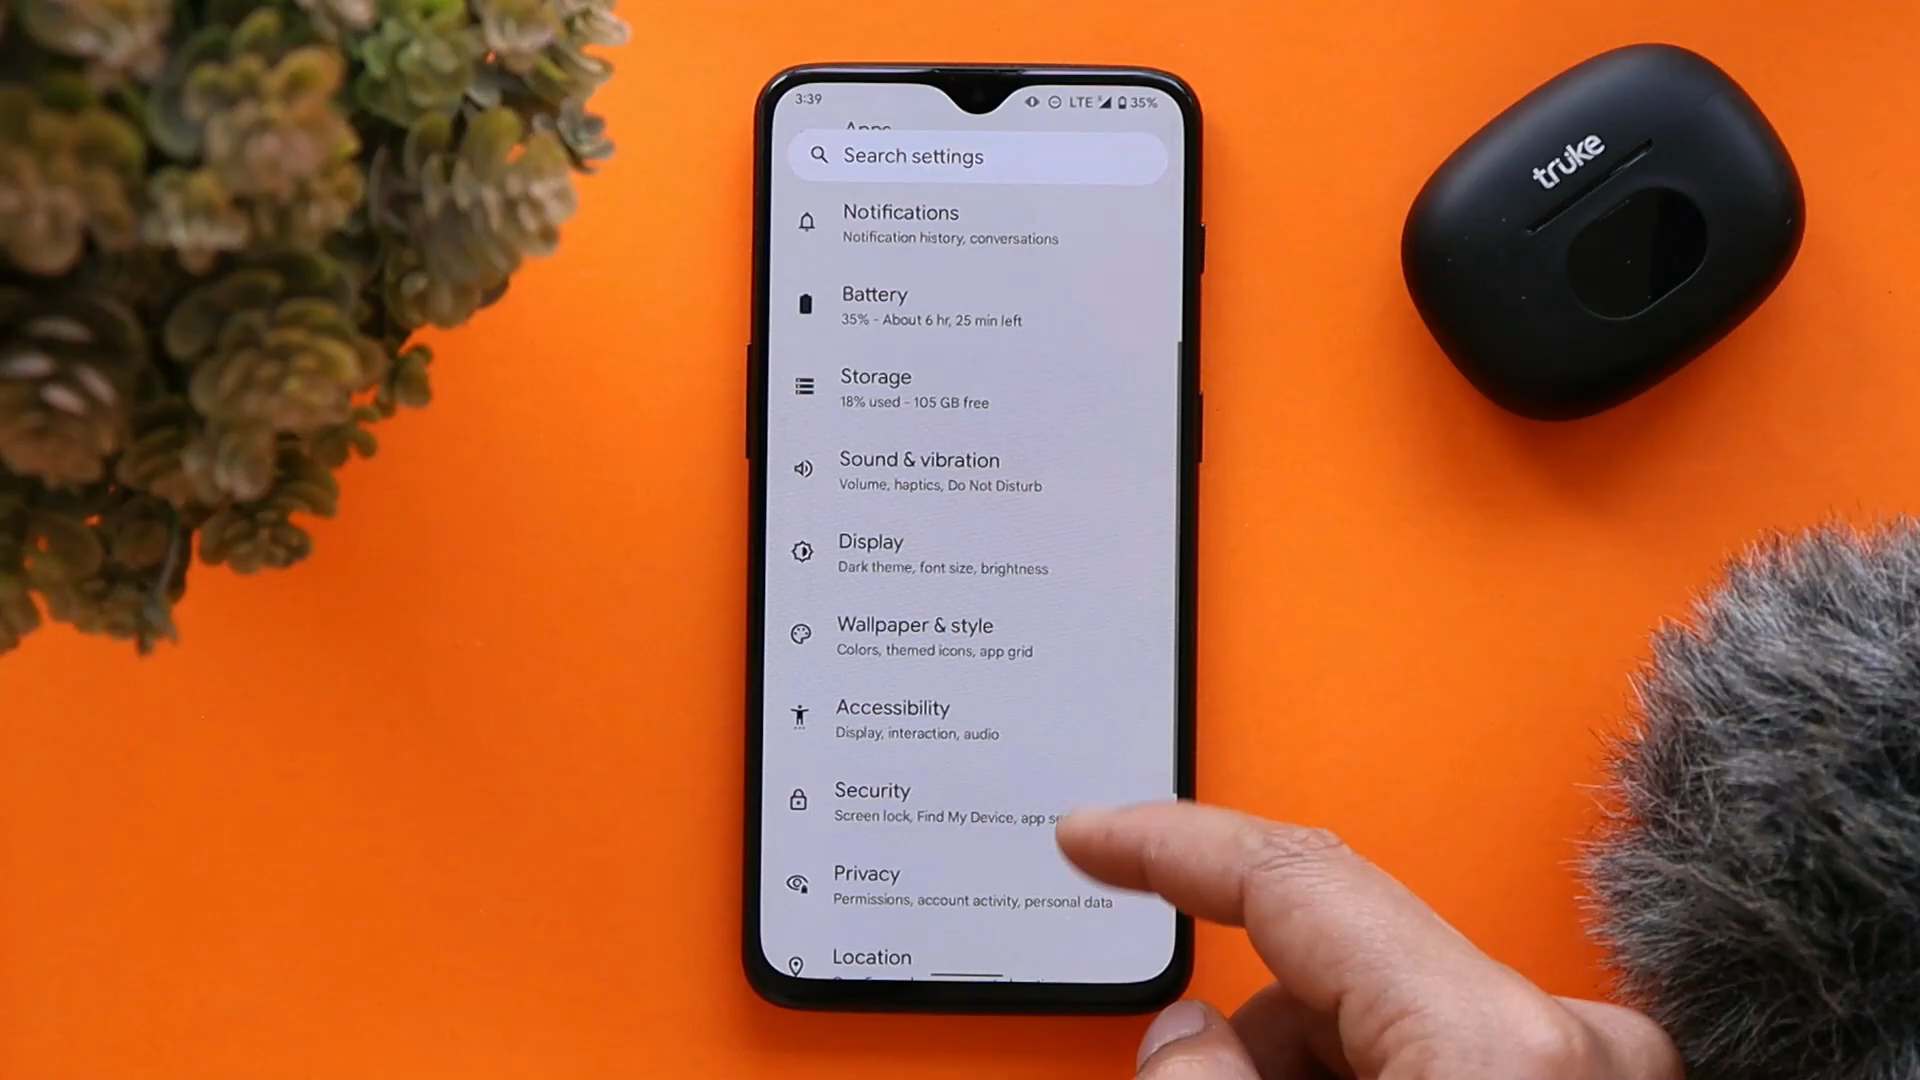 3:39
LTE 35%
Apps
Search settings
Notifications
Notification history, conversations
Battery
35% - About 6 hr, 25 min left
Storage
18% used - 105 GB free
Sound & vibration
Volume, haptics, Do Not Disturb
Display
Dark theme, font size, brightness
Wallpaper & style
Colors, themed icons, app grid
Accessibility
Display, interaction, audio
Security
Screen lock, Find My Device, app
Privacy
Permissions, account activity, personal data
Location
truke